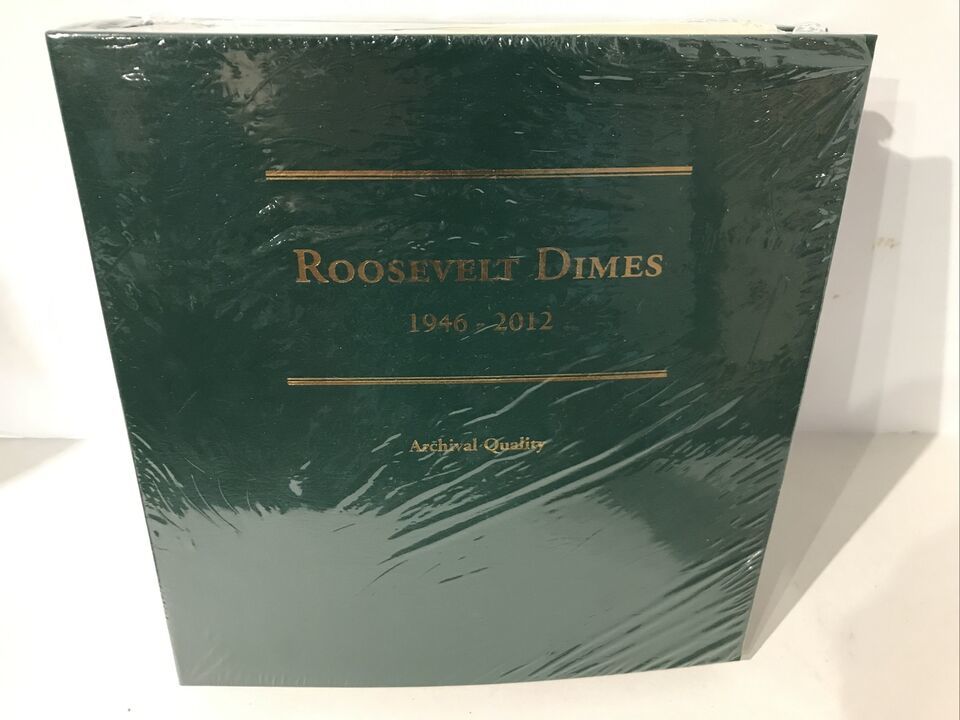 Roosevelt Dimes
1946 - 2012
Archival Quality